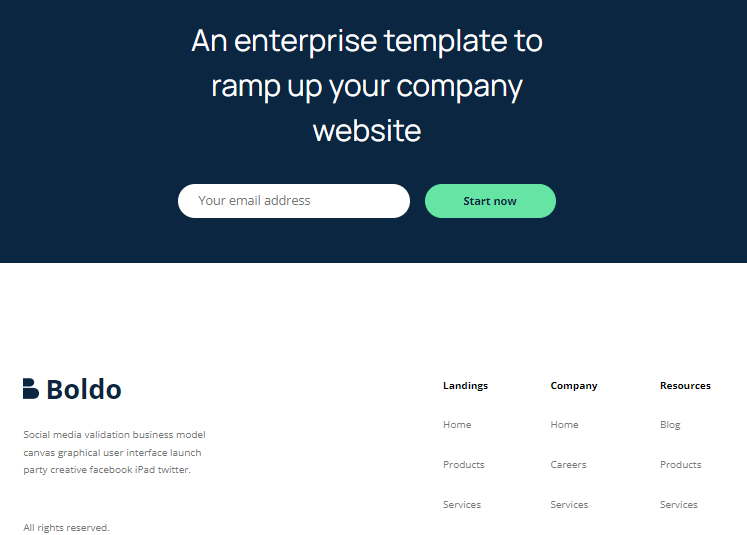 An enterprise template to
ramp up your company
website
Your email address
Start now
Boldo
Social media validation business model
canvas graphical user interface launch
party creative facebook iPad twitter.
All rights reserved.
Landings
Home
Products
Services
Company
Home
Careers
Services
Resources
Blog
Products
Services